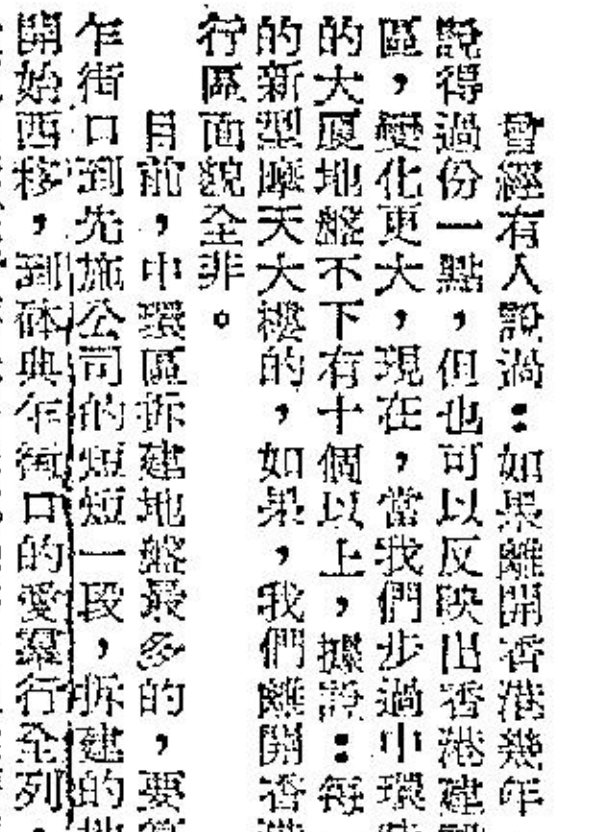 曾經有人說過：如果離開香港幾年
說得過份一點，但也可以反映出香港建
區，變化更大，現在，當我們步過中環
的大廈地盤不下有十個以上，據說：每
的新型摩天大樓的，如果，我們離開香港
行區面貌全非。
目前，中環區拆建地盤最多的，要算
乍街口到先施公司的短短一段，拆建的地
開始西移，到砵典乍街口的愛羣行全列，